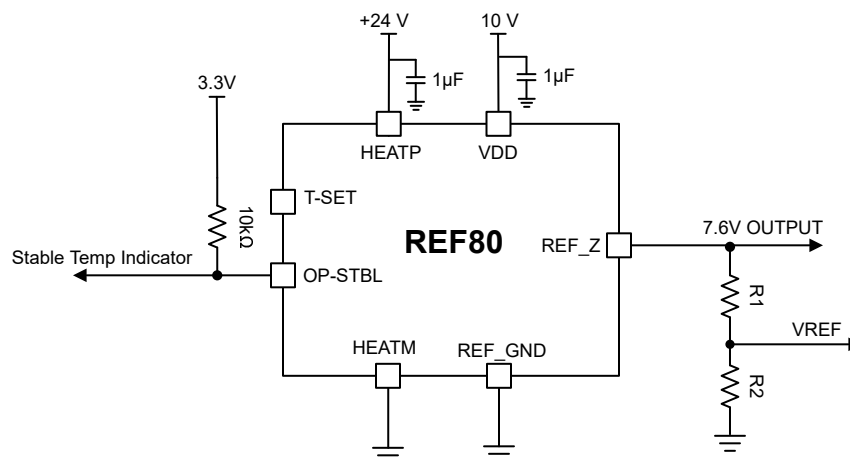 +24 V
10 V
1µF
1µF
3.3V
HEATP
VDD
T-SET
10kΩ
REF80
REF_Z
7.6V OUTPUT
Stable Temp Indicator
OP-STBL
R1
VREF
HEATM
REF_GND
R2